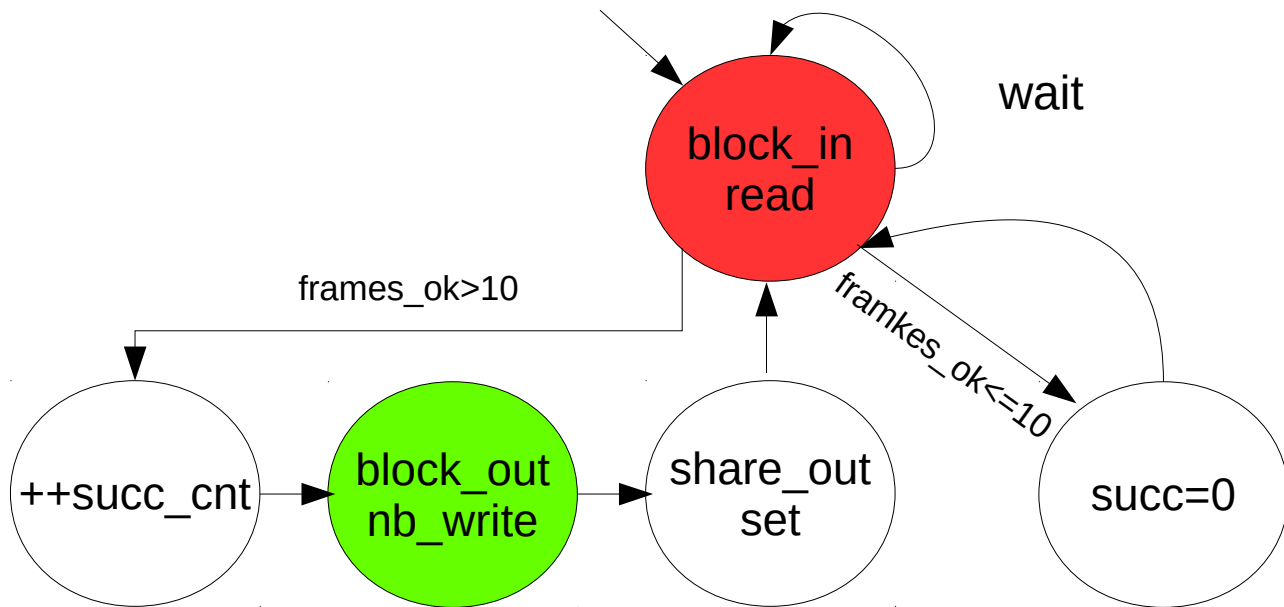 wait
block_in
read
frames_ok>10
framkes_ok<=10
++succ_cnt
block_out
nb_write
share_out
set
succ=0